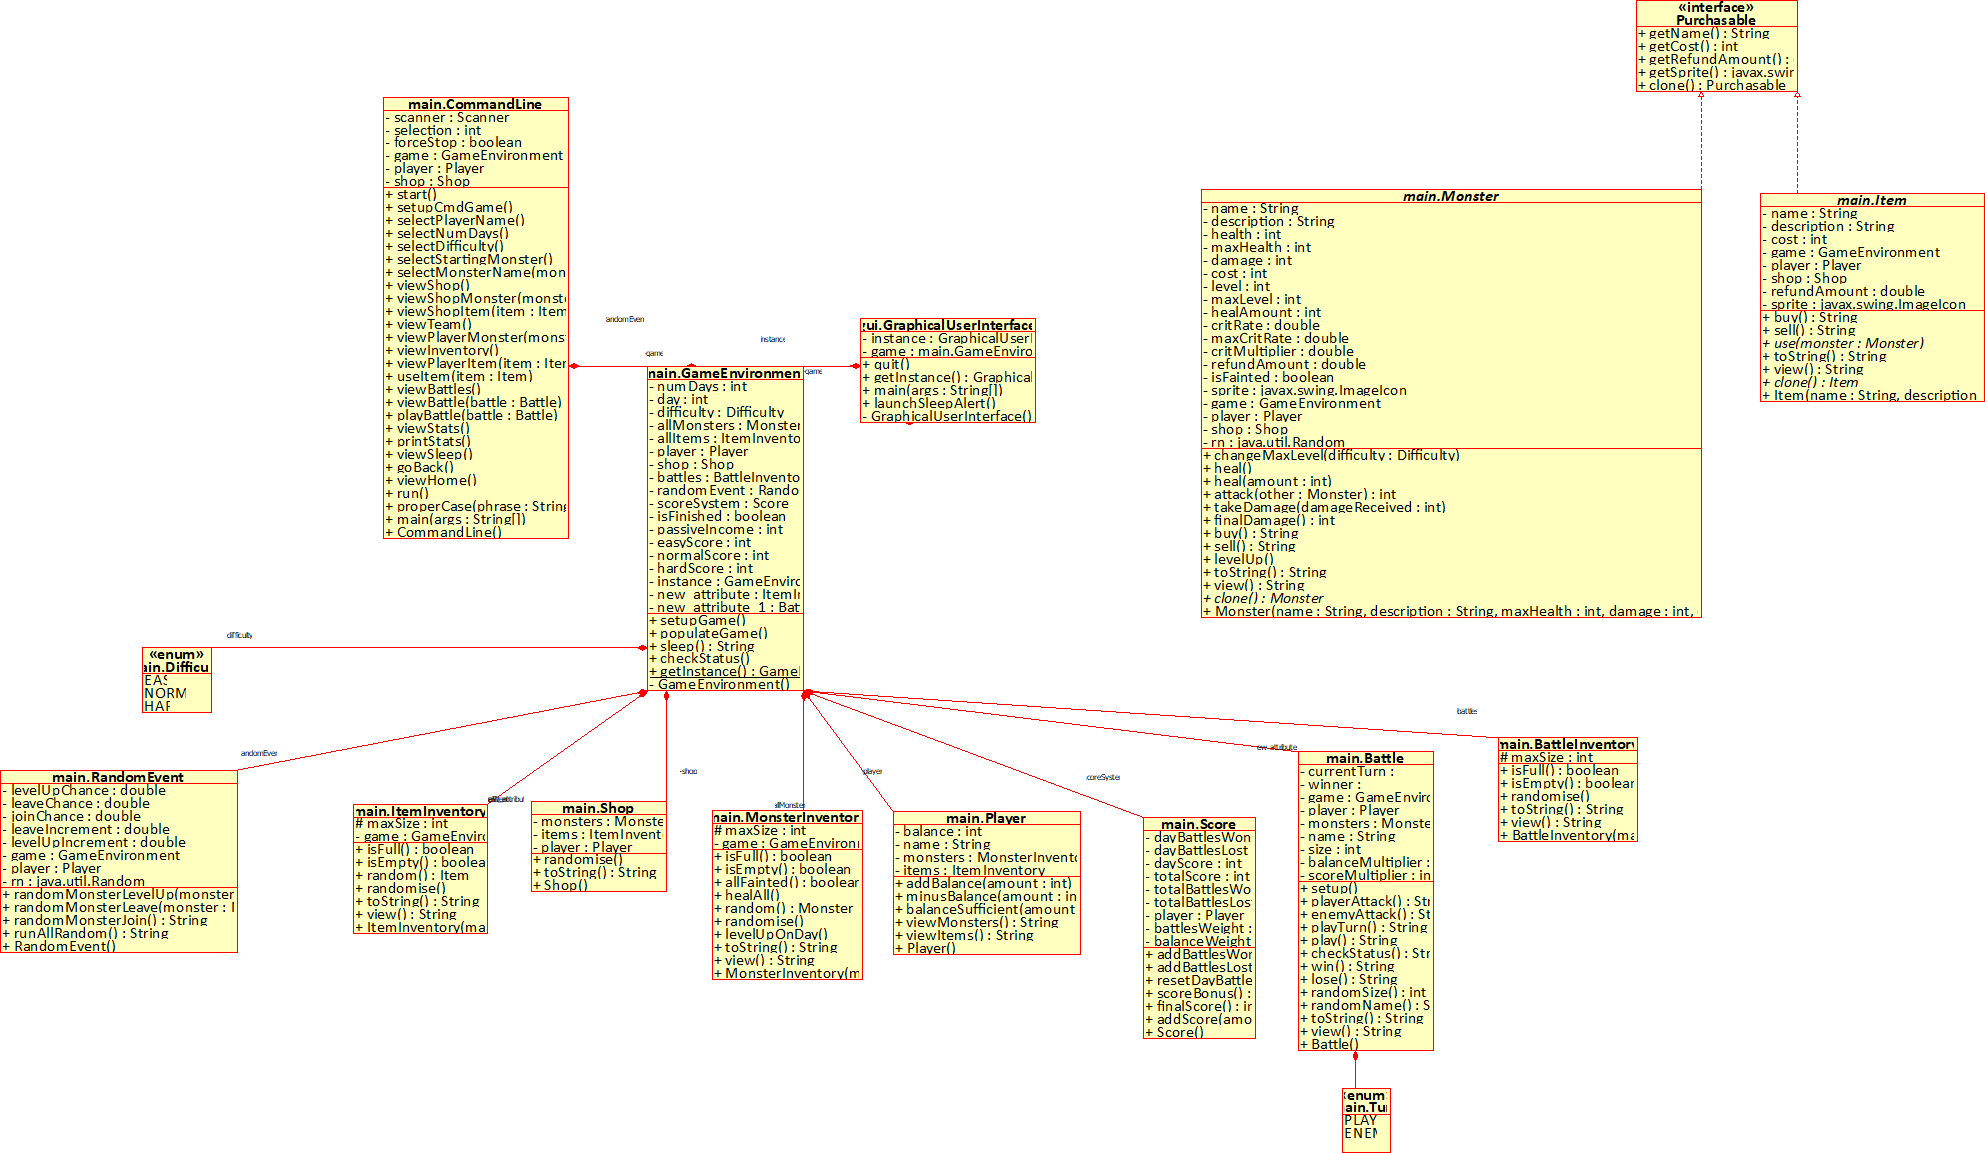 «interface»
Purchasable
+ getName() : String
+ getCost() : int
+ getRefundAmount() :
+ getSprite() : javax.swir
+ clone() : Purchasable
main.CommandLine
- scanner : Scanner
- selection : int
- forceStop : boolean
- game : GameEnvironment
- player : Player
- shop : Shop
+ start()
+ setupCmdGame()
+ selectPlayerName()
+ selectNumDays()
+ selectDifficulty()
+ selectStartingMonster()
+ selectMonsterName(mon
+ viewShop()
+ viewShopMonster(monst
+ viewShopItem(item : Item
+ viewTeam()
+ viewPlayerMonster(mons
+ viewInventory()
+ viewPlayerItem(item : Iter
+ useItem(item : Item)
+ viewBattles()
+ viewBattle(battle : Battle)
+ playBattle(battle : Battle)
+ viewStats()
+ printStats()
+ viewSleep()
+ goBack()
+ viewHome()
+ run()
+ properCase(phrase : String
+ main(args : String[])
+ CommandLine()
main.Monster
- name : String
- description : String
- health : int
- maxHealth : int
- damage : int
- cost : int
- level : int
- maxLevel : int
- healAmount : int
- critRate : double
- maxCritRate : double
- critMultiplier : double
- refundAmount : double
- isFainted : boolean
- sprite : javax.swing.ImageIcon
- game : GameEnvironment
- player : Player
- shop : Shop
- rn : java.util.Random
+ changeMaxLevel(difficulty : Difficulty)
+ heal()
+ heal(amount : int)
+ attack(other : Monster) : int
+ takeDamage(damageReceived : int)
+ finalDamage() : int
+ buy() : String
+ sell() : String
+ levelUp()
+ toString() : String
+ view() : String
+ clone() : Monster
+ Monster(name : String, description : String, maxHealth : int, damage : int,
main.Item
- name : String
- description : String
- cost : int
- game : GameEnvironment
- player : Player
- shop : Shop
- refundAmount : double
- sprite : javax.swing.ImageIcon
+ buy() : String
+ sell() : String
+ use(monster : Monster)
+ toString() : String
+ view() : String
+ clone() : Item
+ Item(name : String, description
andomEven
instance
-game
-game
ui.GraphicalUserInterface
- instance : GraphicalUserI
- game : main.GameEnviro
+ quit()
+ getInstance() : Graphical
+ main(args : String[])
+ launchSleepAlert()
- GraphicalUserInterface()
main.GameEnvironmen
- numDays : int
- day : int
- difficulty : Difficulty
- allMonsters : Monster
- allItems : ItemInvento
- player : Player
- shop : Shop
- battles : BattleInvento
- randomEvent : Rando
- scoreSystem : Score
- isFinished : boolean
- passiveIncome : int
- easyScore : int
- normalScore : int
- hardScore : int
- instance : GameEnviro
- new_attribute : ItemIn
- new_attribute_1 : Bat
+ setupGame()
+ populateGame()
+ sleep() : String
+ checkStatus()
+ getInstance() : GameI
- GameEnvironment()
difficulty
«enum»
ain.Difficu
EAS
NORM
HAR
andomEver
-shop
player
coreSyster
ew_attribute
battles
allMonster
main.RandomEvent
- levelUpChance : double
- leaveChance : double
- joinChance : double
- leaveIncrement : double
- levelUpIncrement : double
- game : GameEnvironment
- player : Player
- rn : java.util.Random
+ randomMonsterLevelUp(monster
+ randomMonsterLeave(monster : I
+ randomMonsterJoin() : String
+ runAllRandom() : String
+ RandomEvent()
main.ItemInventory
# maxSize : int
- game : GameEnviro
+ isFull() : boolean
+ isEmpty() : boolea
+ random() : Item
+ randomise()
+ toString() : String
+ view() : String
+ ItemInventory(ma
main.Shop
- monsters : Monste
- items : ItemInvent
- player : Player
+ randomise()
+ toString() : String
+ Shop()
main.MonsterInventor
# maxSize : int
- game : GameEnvironi
+ isFull() : boolean
+ isEmpty() : boolean
+ allFainted() : boolear
+ healAll()
+ random() : Monster
+ randomise()
+ levelUpOnDay()
+ toString() : String
+ view() : String
+ MonsterInventory(m
main.Player
- balance : int
- name : String
- monsters : MonsterInvento
- items : ItemInventory
+ addBalance(amount : int)
+ minusBalance(amount : in
+ balanceSufficient(amount
+ viewMonsters() : String
+ viewItems() : String
+ Player()
main.Score
- dayBattlesWon
- dayBattlesLost
- dayScore : int
- totalScore : int
- totalBattlesWo
- totalBattlesLos
- player : Player
- battlesWeight :
- balanceWeight
+ addBattlesWor
+ addBattlesLost
+ resetDayBattle
+ scoreBonus() :
+ finalScore() : ir
+ addScore(amo
+ Score()
main.Battle
- currentTurn :
- winner :
- game : GameEnvir
- player : Player
- monsters : Monste
- name : String
- size : int
- balanceMultiplier :
- scoreMultiplier : in
+ setup()
+ playerAttack() : Str
+ enemyAttack() : St
+ playTurn() : String
+ play() : String
+ checkStatus() : Str
+ win() : String
+ lose() : String
+ randomSize() : int
+ randomName() : S
+ toString() : String
+ view() : String
+ Battle()
main.BattleInventory
# maxSize : int
+ isFull() : boolean
+ isEmpty() : boolear
+ randomise()
+ toString() : String
+ view() : String
+ BattleInventory(ma
«enum»
ain.Tu
PLAY
ENEM